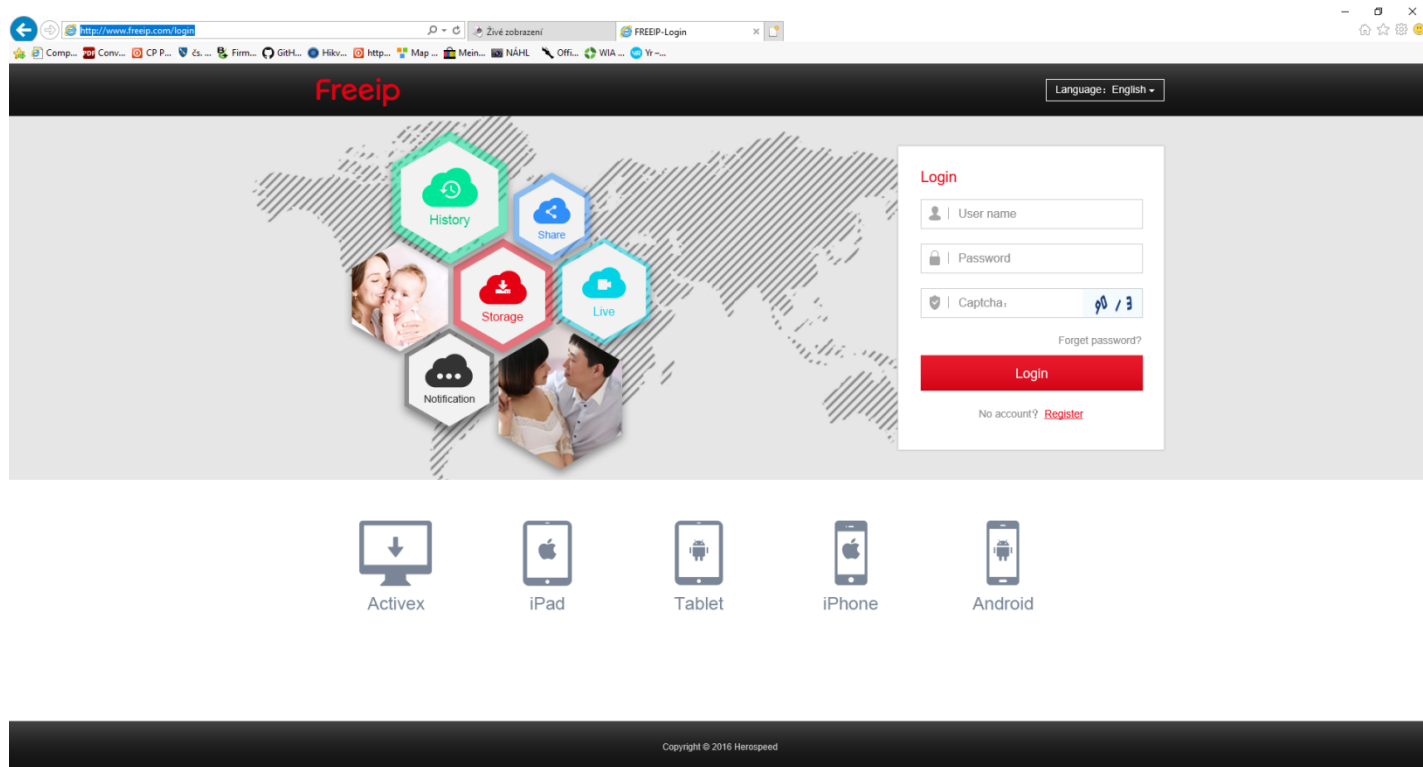 http://www.freeip.com/login
Živé zobrazení
FREEIP-Login
Comp... Conv... CP P... čs. ... Firm... GitH... Hikv... http... Map ... Mein... NÁHL Offi... WIA ... Yr –...
Freeip
Language: English
History
Share
Storage
Live
Notification
Login
User name
Password
Captcha:
Forget password?
Login
No account? Register
Activex
iPad
Tablet
iPhone
Android
Copyright © 2016 Herospeed